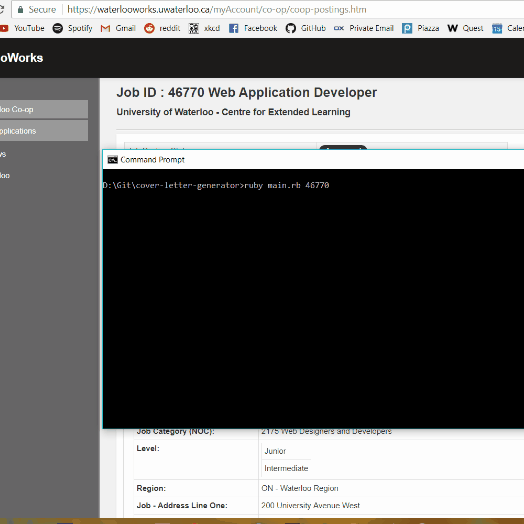 Secure https://waterlooworks.uwaterloo.ca/myAccount/co-op/coop-postings.htm
YouTube Spotify Gmail reddit xkcd Facebook GitHub Private Email Piazza Quest Caler
oWorks
Job ID : 46770 Web Application Developer
University of Waterloo - Centre for Extended Learning
loo Co-op
pplications
Command Prompt
D:\Git\cover-letter-generator>ruby main.rb 46770
loo
Job Category (NOC): 2175 Web Designers and Developers
Level: Junior
Intermediate
Region: ON - Waterloo Region
Job - Address Line One: 200 University Avenue West